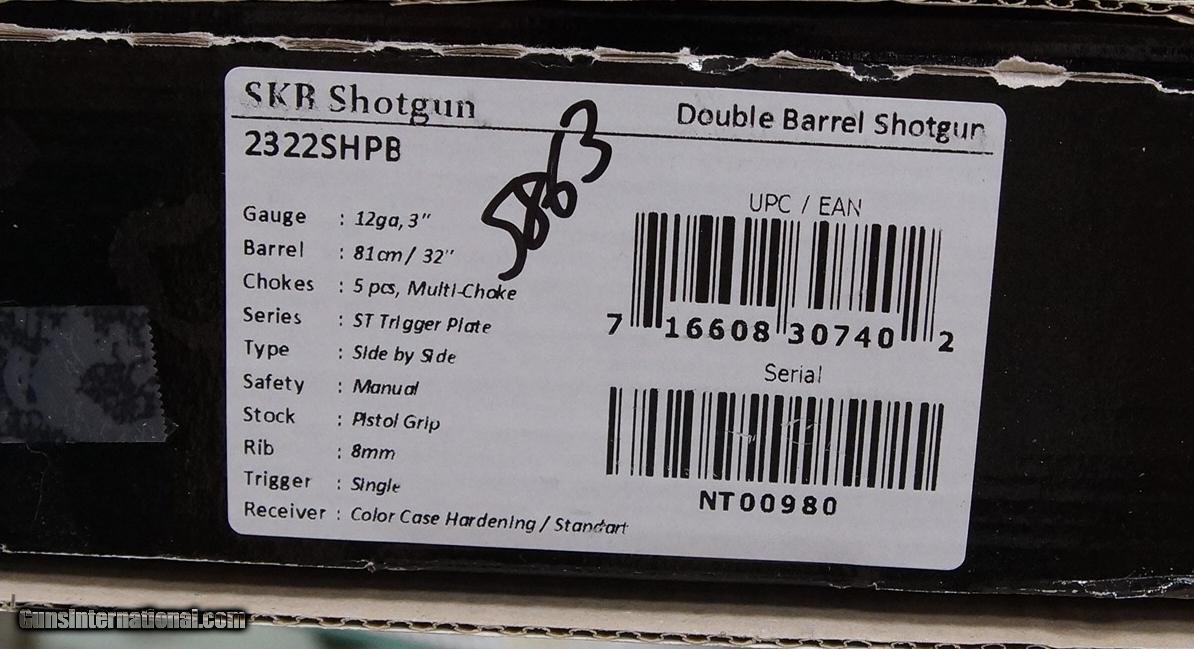 SKB Shotgun
Double Barrel Shotgun
2322SHPB
5863
Gauge : 12ga, 3"
Barrel : 81cm / 32"
Chokes : 5 pcs, Multi-Choke
Series : ST Trigger Plate
Type : Side by Side
Safety : Manual
Stock : Pistol Grip
Rib : 8mm
Trigger : Single
Receiver : Color Case Hardening / Standart
UPC / EAN
7 16608 30740 2
Serial
NT00980
GunsInternational.com